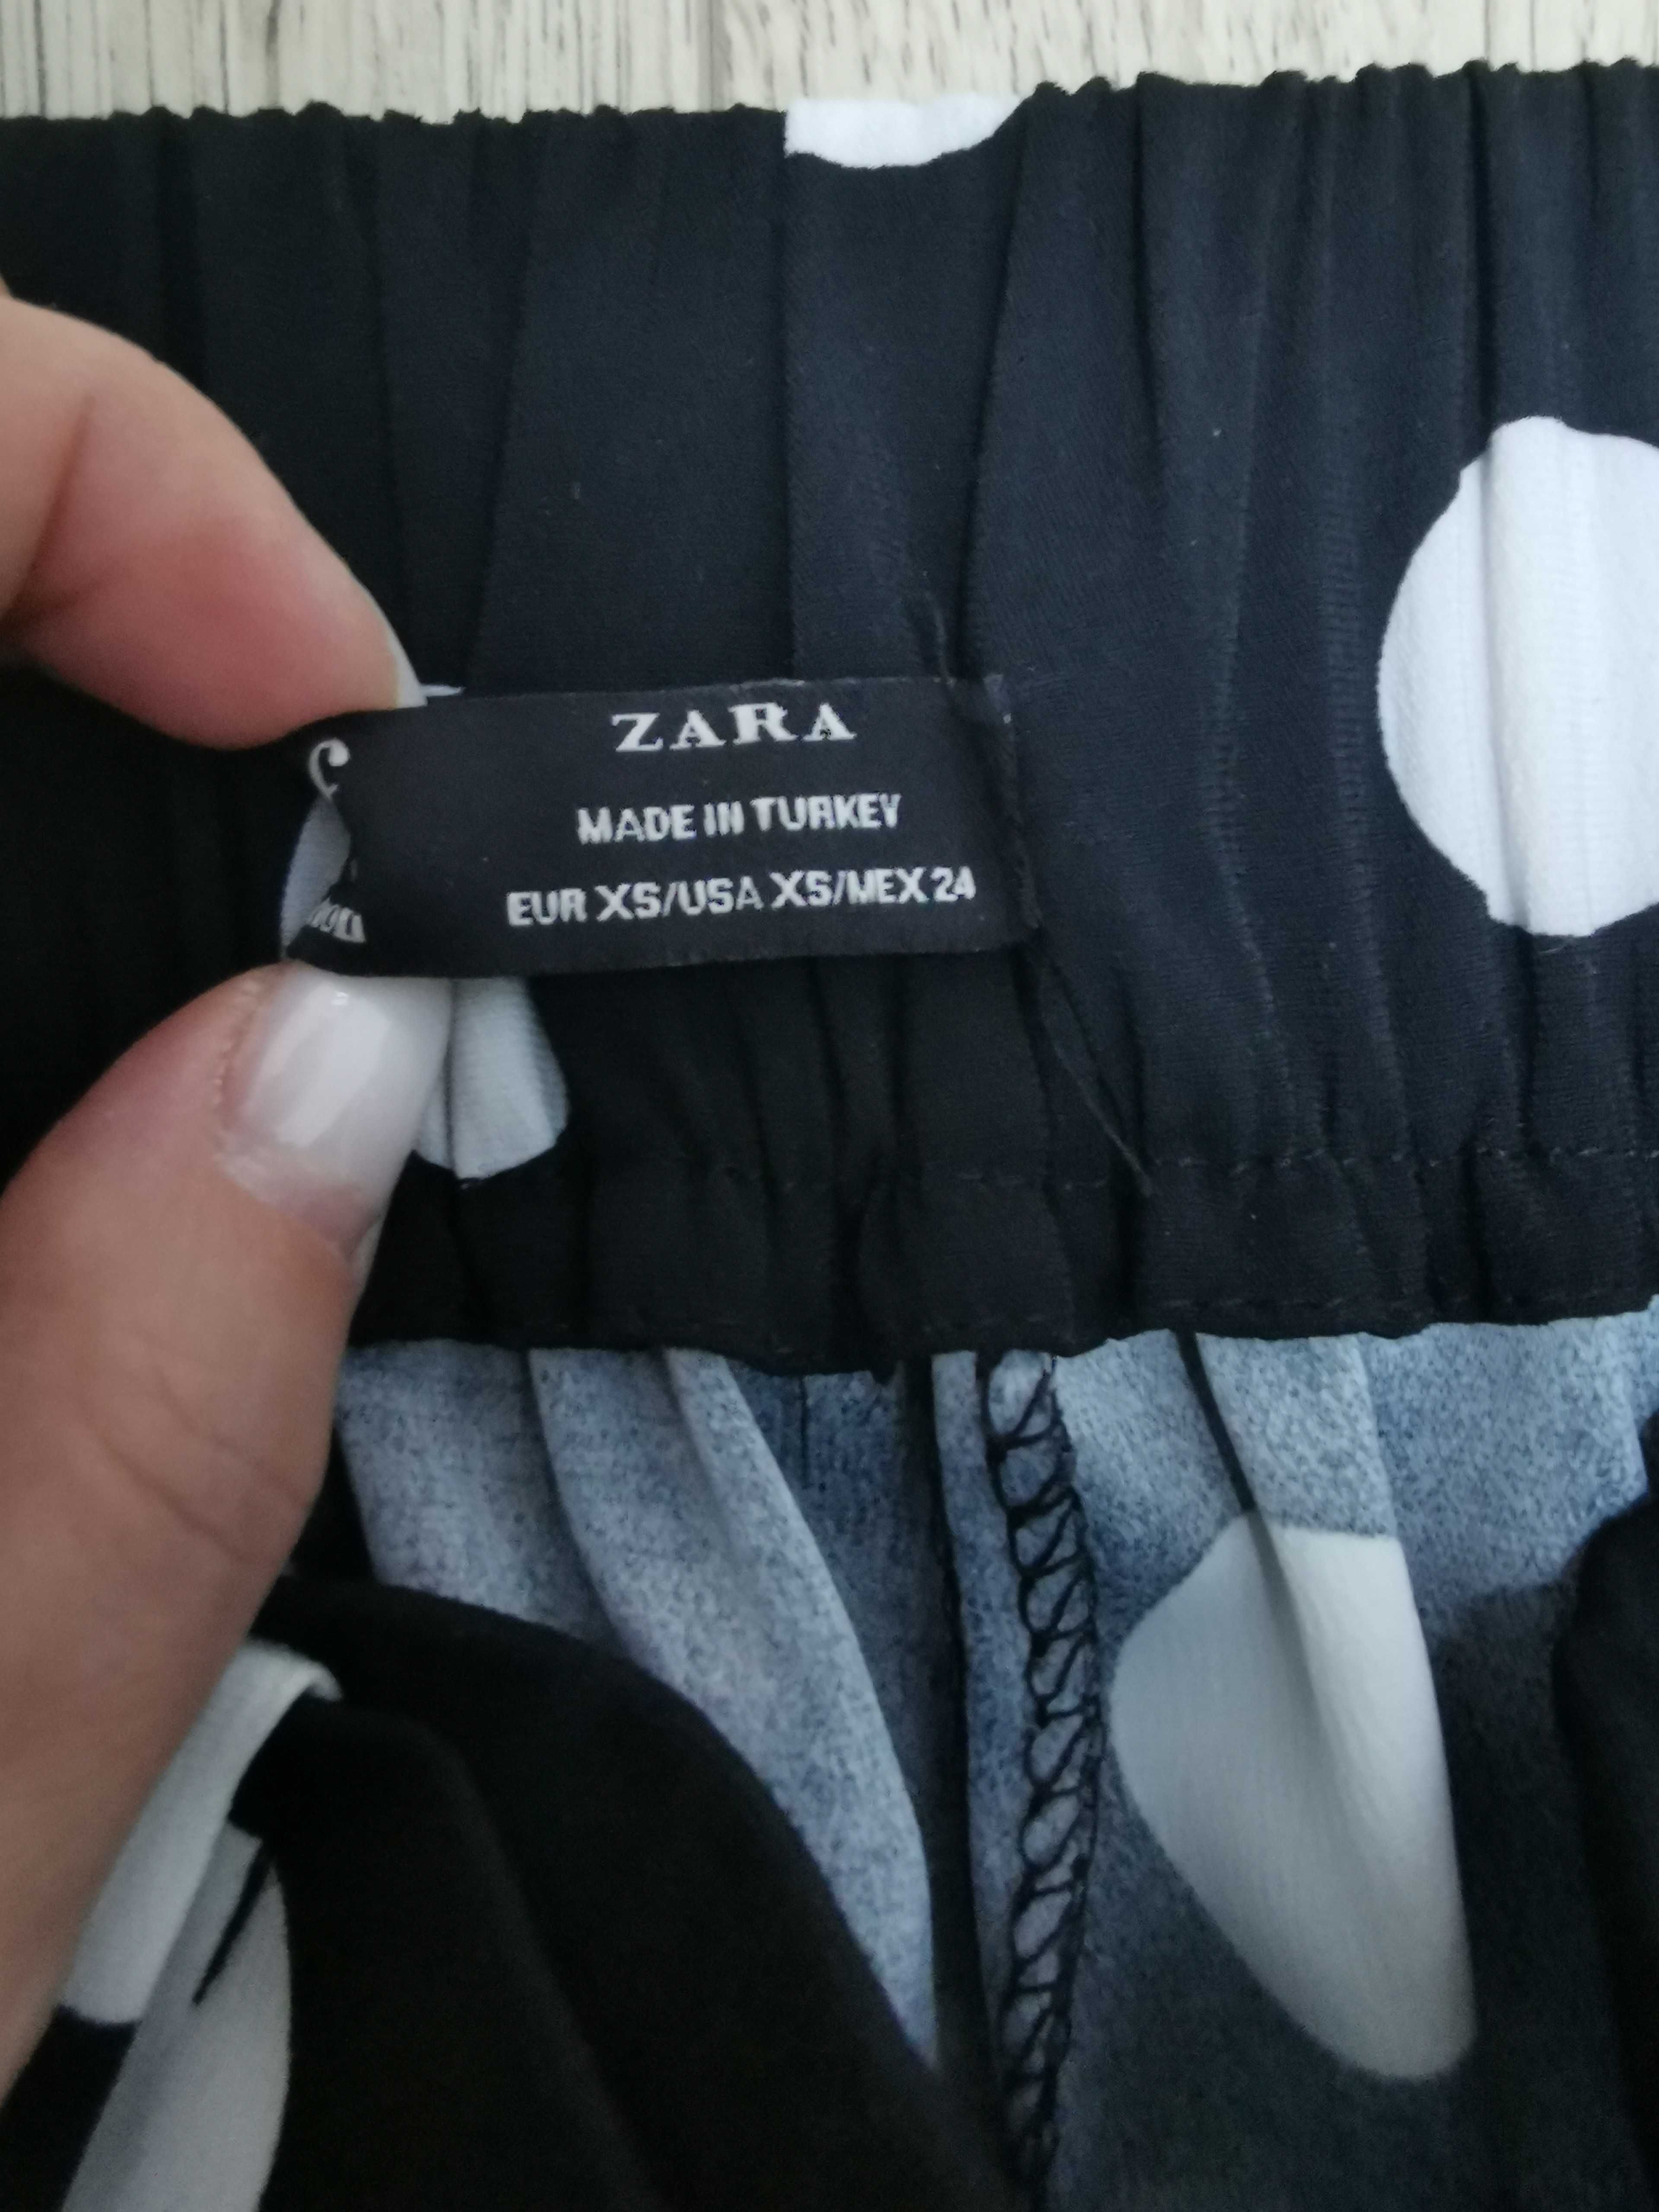 ZARA
MADE IN TURKEY
EUR XS/USA XS/MEX 24